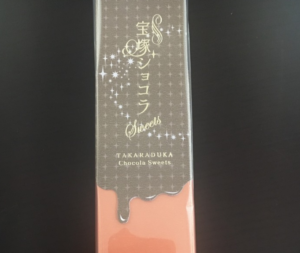 宝塚ショコラ
Sweets
TAKARADUKA
Chocola Sweets